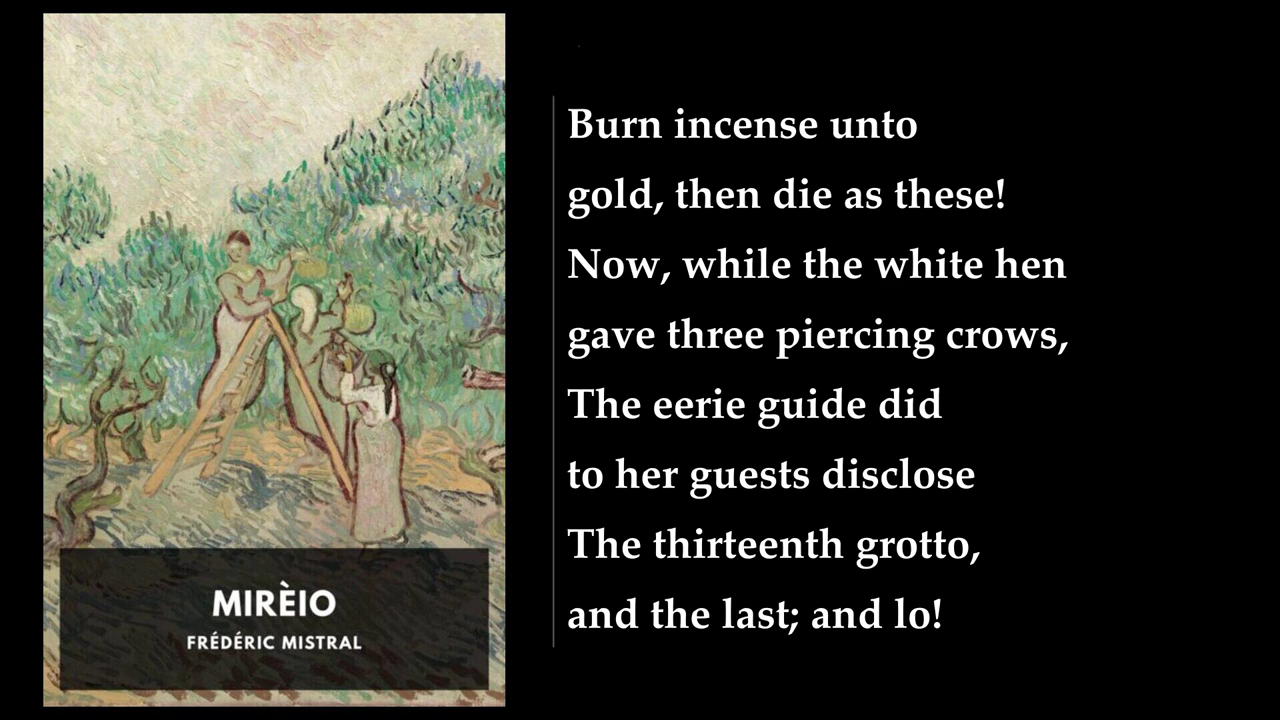 MIRÈIO
FRÉDÉRIC MISTRAL
Burn incense unto
gold, then die as these!
Now, while the white hen
gave three piercing crows,
The eerie guide did
to her guests disclose
The thirteenth grotto,
and the last; and lo!